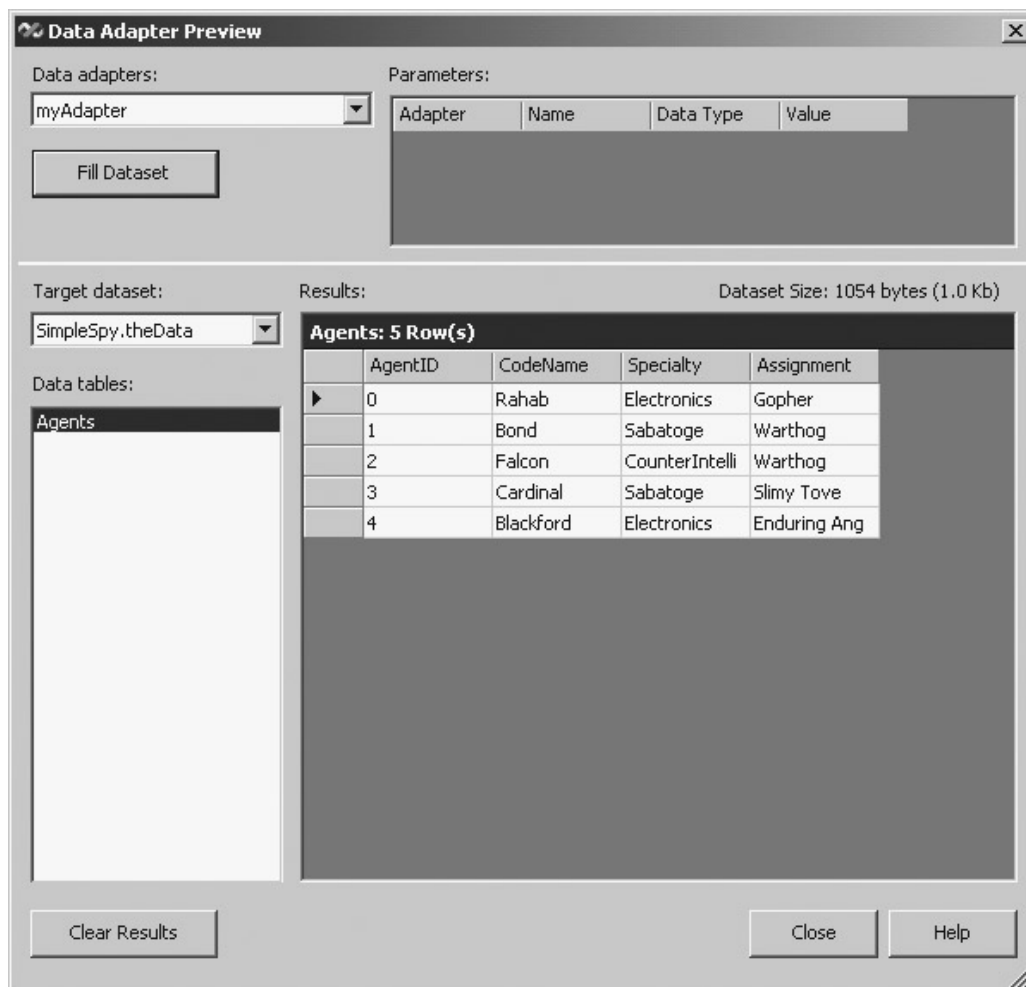 Data Adapter Preview
Data adapters:
Parameters:
myAdapter
Adapter Name Data Type Value
Fill Dataset
Target dataset:
Results:
Dataset Size: 1054 bytes (1.0 Kb)
SimpleSpy.theData
Agents: 5 Row(s)
Data tables:
AgentID CodeName Specialty Assignment
Agents
0 Rahab Electronics Gopher
1 Bond Sabatoge Warthog
2 Falcon CounterIntelli Warthog
3 Cardinal Sabatoge Slimy Tove
4 Blackford Electronics Enduring Ang
Clear Results
Close
Help